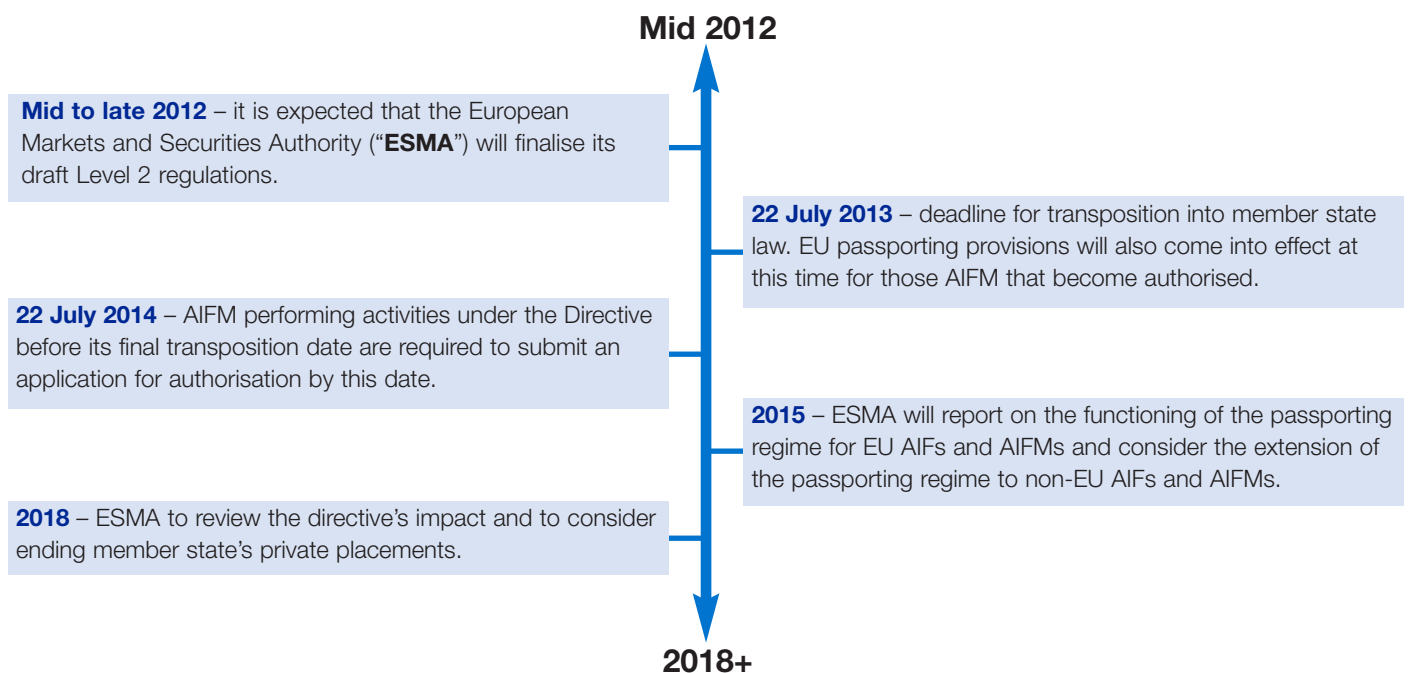 Mid 2012
Mid to late 2012 – it is expected that the European
Markets and Securities Authority (“ESMA”) will finalise its
draft Level 2 regulations.
22 July 2013 – deadline for transposition into member state
law. EU passporting provisions will also come into effect at
this time for those AIFM that become authorised.
22 July 2014 – AIFM performing activities under the Directive
before its final transposition date are required to submit an
application for authorisation by this date.
2015 – ESMA will report on the functioning of the passporting
regime for EU AIFs and AIFMs and consider the extension of
the passporting regime to non-EU AIFs and AIFMs.
2018 – ESMA to review the directive’s impact and to consider
ending member state’s private placements.
2018+